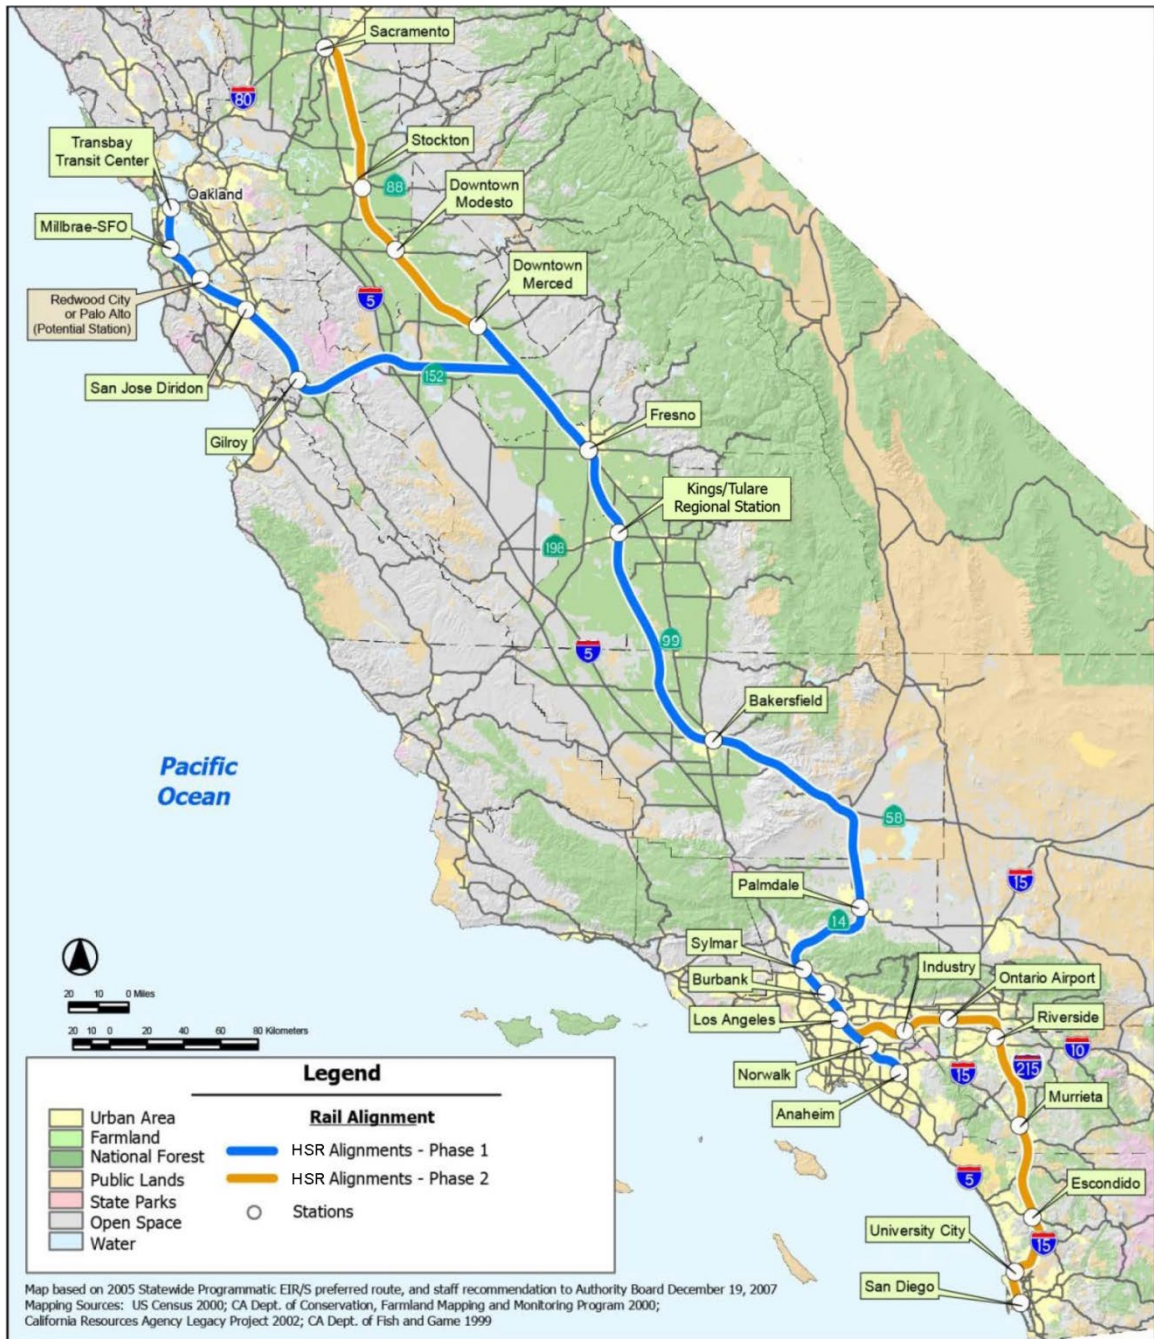 Sacramento
80
Transbay
Transit Center
Stockton
Oakland
88
Downtown
Modesto
Millbrae-SFO
Downtown
Merced
Redwood City
or Palo Alto
(Potential Station)
5
152
San Jose Diridon
Gilroy
Fresno
Kings/Tulare
Regional Station
198
99
5
Bakersfield
Pacific
Ocean
58
Palmdale
15
14
Sylmar
Industry
Ontario Airport
Burbank
Los Angeles
Riverside
Norwalk
10
15
215
Anaheim
Murrieta
5
Escondido
University City
15
San Diego
20 10 0 Miles
20 10 0 20 40 60 80 Kilometers
Legend
Rail Alignment
Urban Area
Farmland
National Forest
Public Lands
State Parks
Open Space
Water
HSR Alignments - Phase 1
HSR Alignments - Phase 2
Stations
Map based on 2005 Statewide Programmatic EIR/S preferred route, and staff recommendation to Authority Board December 19, 2007
Mapping Sources: US Census 2000; CA Dept. of Conservation, Farmland Mapping and Monitoring Program 2000;
California Resources Agency Legacy Project 2002; CA Dept. of Fish and Game 1999